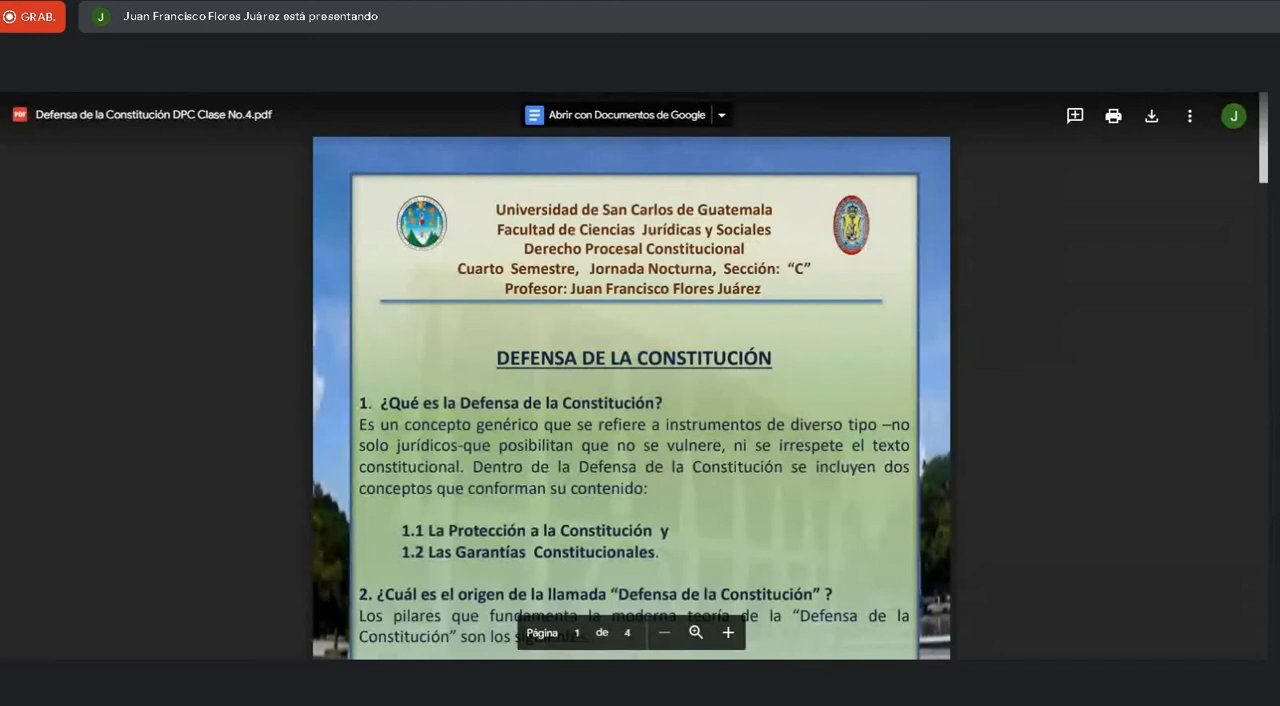 GRAB.
J
Juan Francisco Flores Juárez está presentando
PDF
Defensa de la Constitución DPC Clase No.4.pdf
Abrir con Documentos de Google
J
Universidad de San Carlos de Guatemala
Facultad de Ciencias Jurídicas y Sociales
Derecho Procesal Constitucional
Cuarto Semestre, Jornada Nocturna, Sección: “C”
Profesor: Juan Francisco Flores Juárez
DEFENSA DE LA CONSTITUCIÓN
1. ¿Qué es la Defensa de la Constitución?
Es un concepto genérico que se refiere a instrumentos de diverso tipo –no
solo jurídicos-que posibilitan que no se vulnere, ni se irrespete el texto
constitucional. Dentro de la Defensa de la Constitución se incluyen dos
conceptos que conforman su contenido:
1.1 La Protección a la Constitución y
1.2 Las Garantías Constitucionales.
2. ¿Cuál es el origen de la llamada “Defensa de la Constitución” ?
Los pilares que fundamenta la moderna teoría de la “Defensa de la
Constitución” son los
Página 1 de 4